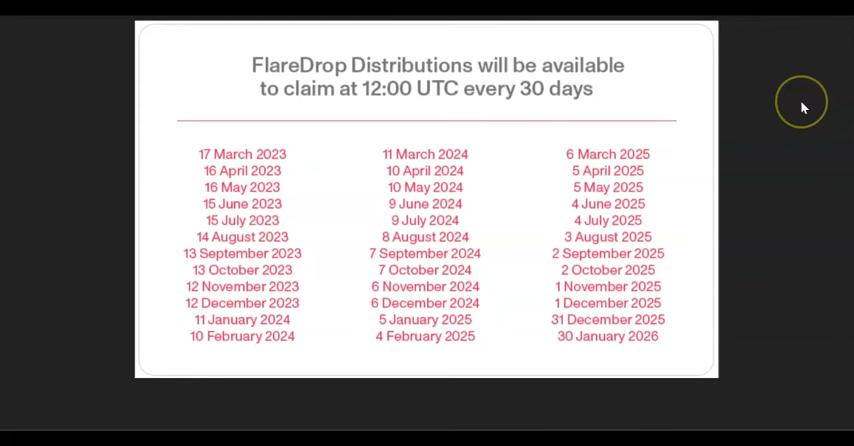 FlareDrop Distributions will be available
to claim at 12:00 UTC every 30 days
17 March 2023
16 April 2023
16 May 2023
15 June 2023
15 July 2023
14 August 2023
13 September 2023
13 October 2023
12 November 2023
12 December 2023
11 January 2024
10 February 2024
11 March 2024
10 April 2024
10 May 2024
9 June 2024
9 July 2024
8 August 2024
7 September 2024
7 October 2024
6 November 2024
6 December 2024
5 January 2025
4 February 2025
6 March 2025
5 April 2025
5 May 2025
4 June 2025
4 July 2025
3 August 2025
2 September 2025
2 October 2025
1 November 2025
1 December 2025
31 December 2025
30 January 2026